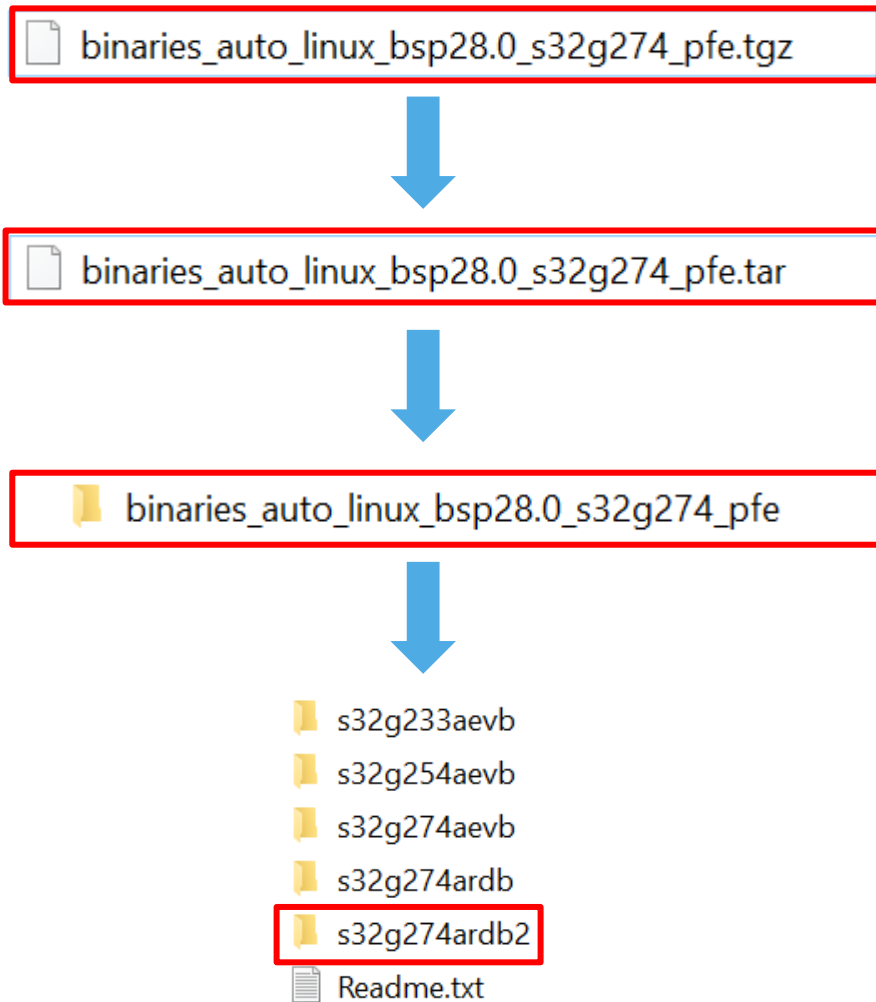 binaries_auto_linux_bsp28.0_s32g274_pfe.tgz
binaries_auto_linux_bsp28.0_s32g274_pfe.tar
binaries_auto_linux_bsp28.0_s32g274_pfe
s32g233aevb
s32g254aevb
s32g274aevb
s32g274ardb
s32g274ardb2
Readme.txt